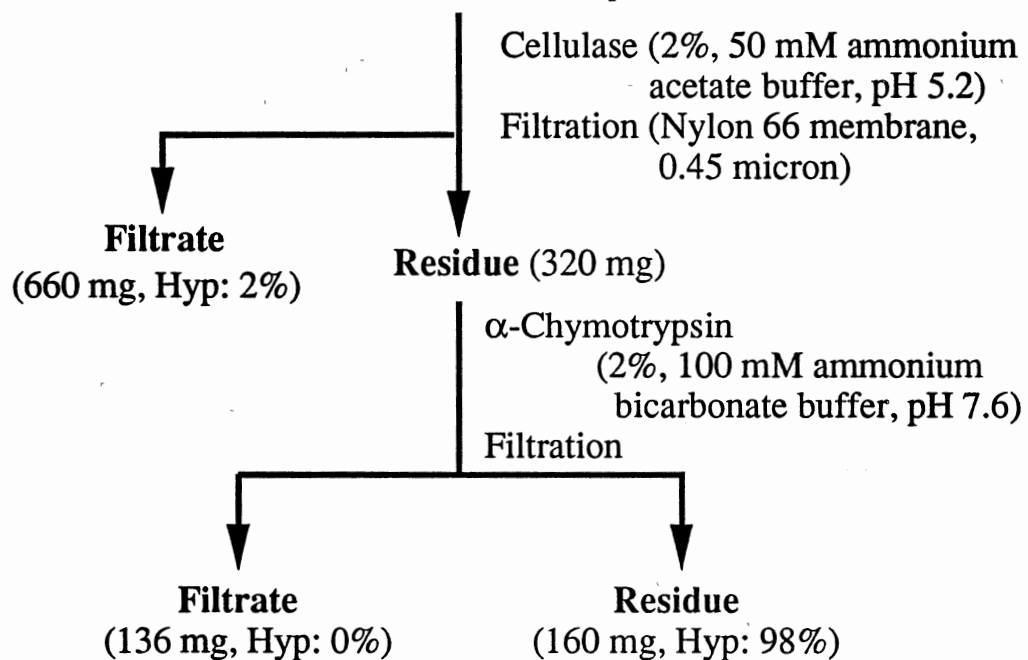 Cellulase (2%, 50 mM ammonium
acetate buffer, pH 5.2)
Filtration (Nylon 66 membrane,
0.45 micron)
Filtrate
(660 mg, Hyp: 2%)
Residue (320 mg)
α-Chymotrypsin
(2%, 100 mM ammonium
bicarbonate buffer, pH 7.6)
Filtration
Filtrate
(136 mg, Hyp: 0%)
Residue
(160 mg, Hyp: 98%)